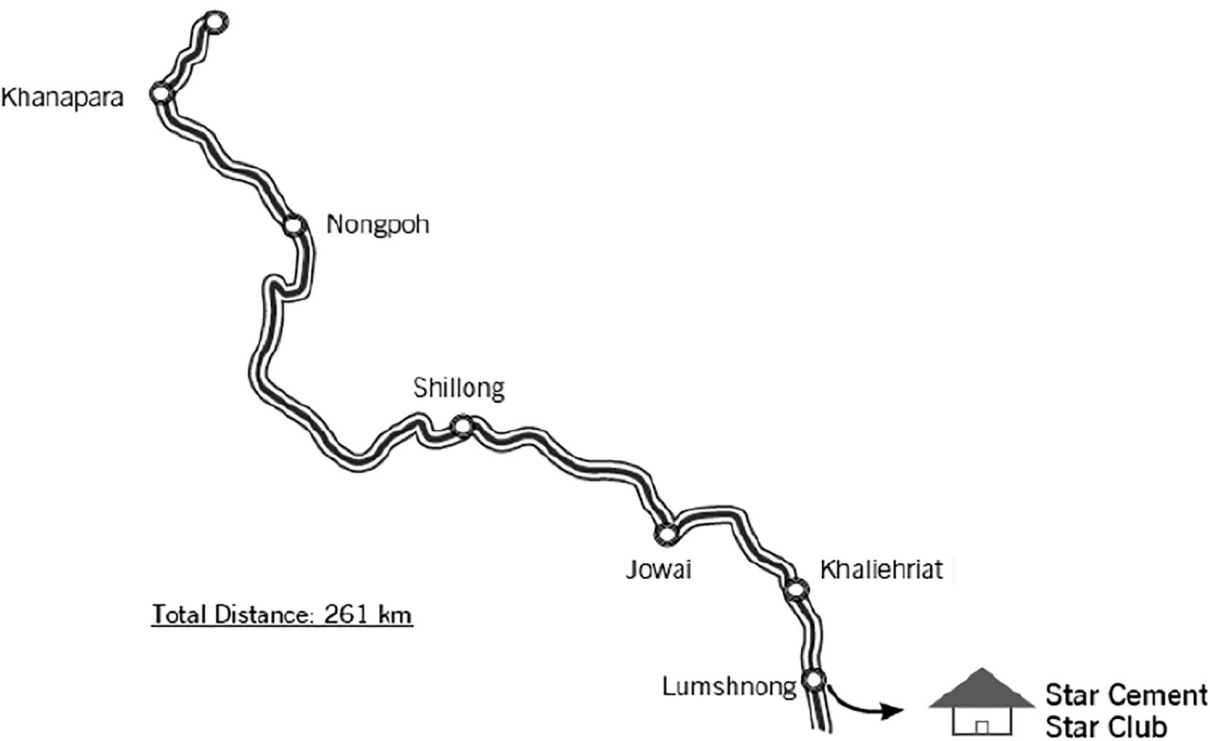 Khanapara
Nongpoh
Shillong
Jowai
Khaliehriat
Total Distance: 261 km
Lumshnong
Star Cement
Star Club